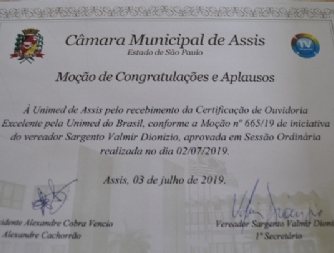 Câmara Municipal de Assis
Estado de São Paulo
TV
Moção de Congratulações e Aplausos
À Unimed de Assis pelo recebimento da Certificação de Ouvidoria
Excelente pela Unimed do Brasil, conforme a Moção nº 665/19 de iniciativa
do vereador Sargento Valmir Dionizio, aprovada em Sessão Ordinária
realizada no dia 02/07/2019.
Assis, 03 de julho de 2019.
sidente Alexandre Cobra Vencio
Alexandre Cachorrão
Vereador Sargento Valmir Dioni
1º Secretário